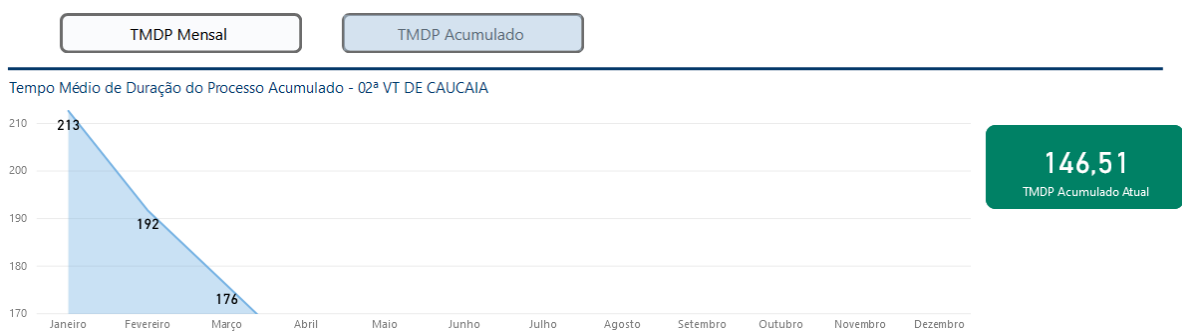 TMDP Mensal
TMDP Acumulado
Tempo Médio de Duração do Processo Acumulado - 02ª VT DE CAUCAIA
210
200
190
180
170
213
192
176
Janeiro Fevereiro Março Abril Maio Junho Julho Agosto Setembro Outubro Novembro Dezembro
146,51
TMDP Acumulado Atual